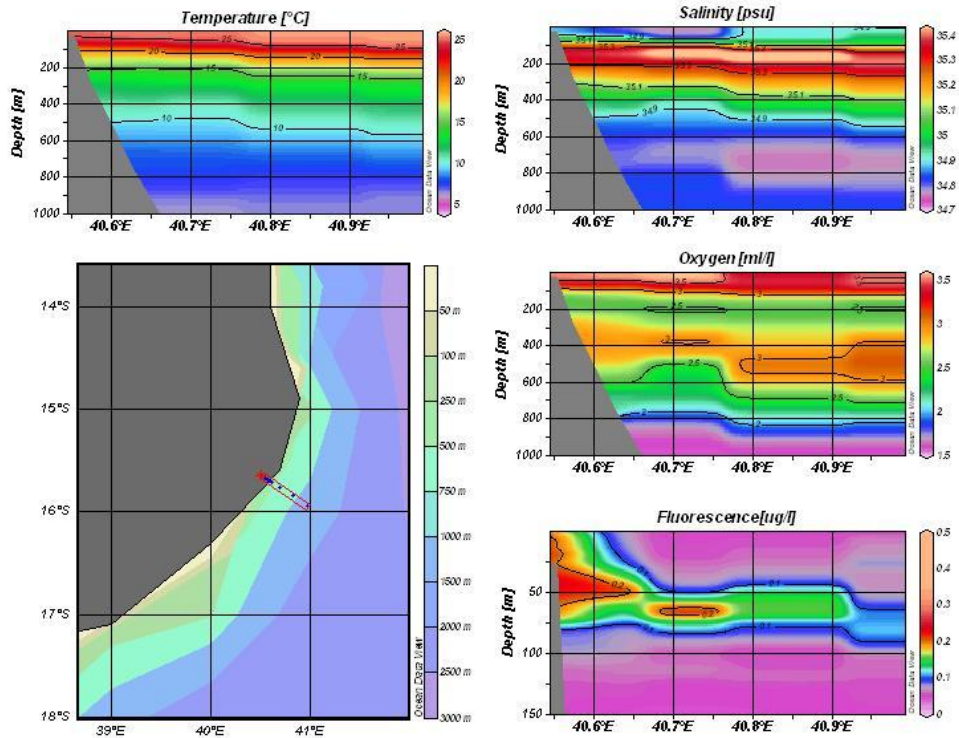 Temperature [°C]
Depth [m]
200
400
600
800
1000
25
20
15
10
40.6°E 40.7°E 40.8°E 40.9°E
25
20
15
10
5
Ocean Data View
Salinity [psu]
Depth [m]
200
400
600
800
1000
34.9
35.3
35.1
34.9
40.6°E 40.7°E 40.8°E 40.9°E
35.4
35.3
35.2
35.1
35
34.9
34.8
34.7
Ocean Data View
14°S
15°S
16°S
17°S
18°S
39°E 40°E 41°E
50 m
1000 m
250 m
500 m
1000 m
2000 m
2500 m
3000 m
Ocean Data View
Oxygen [ml/l]
Depth [m]
200
400
600
800
1000
3
2.5
3
2.5
2
40.6°E 40.7°E 40.8°E 40.9°E
3.5
3
2.5
2
1.5
Ocean Data View
Fluorescence[ug/l]
Depth [m]
50
100
150
0.1
0.2
0.1
40.6°E 40.7°E 40.8°E 40.9°E
0.5
0.4
0.3
0.2
0.1
0
Ocean Data View